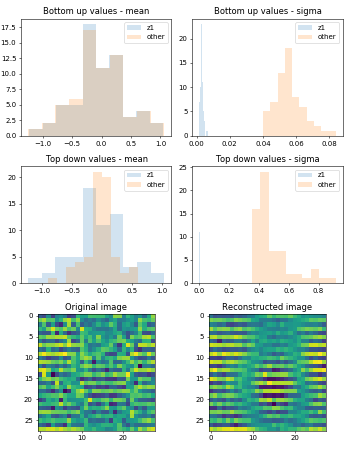 Bottom up values - mean
Bottom up values - sigma
z1
other
z1
other
17.5
15.0
12.5
10.0
7.5
5.0
2.5
0.0
20
15
10
5
0
−1.0 −0.5 0.0 0.5 1.0
0.00 0.02 0.04 0.06 0.08
Top down values - mean
Top down values - sigma
z1
other
z1
other
20
15
10
5
0
25
20
15
10
5
0
−1.0 −0.5 0.0 0.5 1.0
0.0 0.2 0.4 0.6 0.8
Original image
Reconstructed image
0
5
10
15
20
25
0
5
10
15
20
25
0 10 20
0 10 20